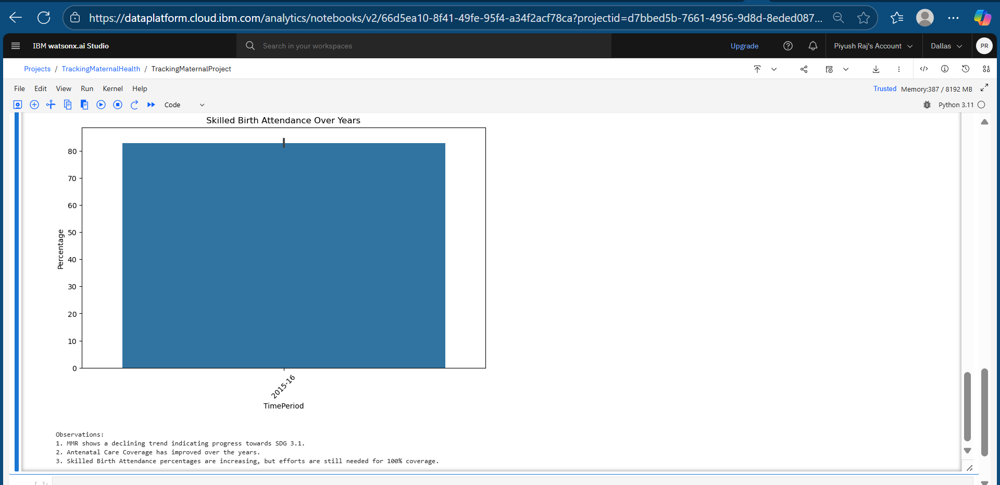 https://dataplatform.cloud.ibm.com/analytics/notebooks/v2/66d5ea10-8f41-49fe-95f4-a34f2acf78ca?projectid=d7bbed5b-7661-4956-9d8d-8eded087...
IBM watsonx.ai Studio
Search in your workspaces
Upgrade
Piyush Raj's Account
Dallas
PR
Projects / TrackingMaternalHealth / TrackingMaternalProject
File Edit View Run Kernel Help
Trusted Memory:387 / 8192 MB
Code
Python 3.11
Skilled Birth Attendance Over Years
80
70
60
50
40
30
20
10
0
Percentage
2015-16
TimePeriod
Observations:
1. MMR shows a declining trend indicating progress towards SDG 3.1.
2. Antenatal Care Coverage has improved over the years.
3. Skilled Birth Attendance percentages are increasing, but efforts are still needed for 100% coverage.
[ ]: